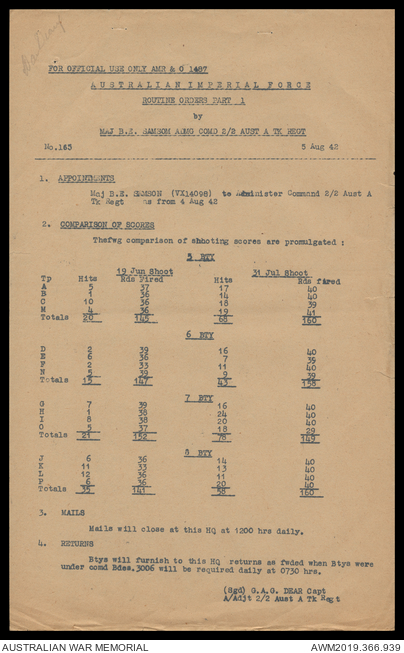 FOR OFFICIAL USE ONLY AMR & O 1487
AUSTRALIAN IMPERIAL FORCE
ROUTINE ORDERS PART 1
by
MAJ B.E. SAMSOM ADMG COMD 2/2 AUST A TK REGT
No.163 5 Aug 42
1. APPOINTMENTS
Maj B.E. SAMSON (VX14098) to Administer Command 2/2 Aust A
Tk Regt as from 4 Aug 42
2. COMPARISON OF SCORES
Thefwg comparison of shooting scores are promulgated :
5 BTY
19 Jun Shoot 31 Jul Shoot
Tp Hits Rds Fired Hits Rds fired
A 5 37 17 40
B 1 36 14 40
C 10 36 18 39
M 4 36 19 41
Totals 20 145 68 160
6 BTY
D 2 39 16 40
E 6 36 7 39
F 2 33 11 40
N 5 39 9 39
Totals 15 147 43 158
7 BTY
G 7 39 16 40
H 1 38 24 40
I 8 38 20 40
O 5 37 18 29
Totals 21 152 78 149
8 BTY
J 6 36 14 40
K 11 33 13 40
L 12 36 11 40
P 6 36 20 40
Totals 35 141 58 160
3. MAILS
Mails will close at this HQ at 1200 hrs daily.
4. RETURNS
Btys will furnish to this HQ returns as fwded when Btys were
under comd Bdes.3006 will be required daily at 0730 hrs.
(Sgd) G.A.G. DEAR Capt
A/Adjt 2/2 Aust A Tk Regt
AUSTRALIAN WAR MEMORIAL AWM2019.366.939